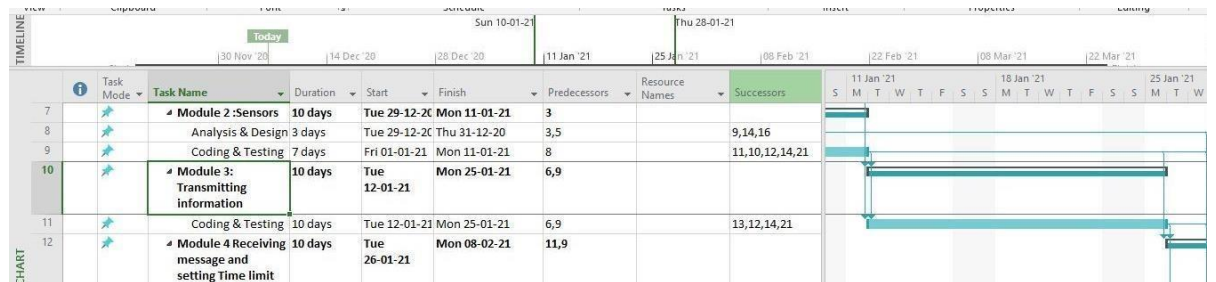 View Clipboard Font Schedule Tasks Insert Properties Editing
TIMELINE
Sun 10-01-21 Thu 28-01-21
Today
30 Nov '20 14 Dec '20 28 Dec '20 11 Jan '21 25 Jan '21 08 Feb '21 22 Feb '21 08 Mar '21 22 Mar '21
Task Mode Task Name Duration Start Finish Predecessors Resource Names Successors
11 Jan '21 18 Jan '21 25 Jan '21
S M T W T F S S M T W T F S S M T W
7 Module 2 :Sensors 10 days Tue 29-12-20 Mon 11-01-21 3
8 Analysis & Design 3 days Tue 29-12-20 Thu 31-12-20 3,5 9,14,16
9 Coding & Testing 7 days Fri 01-01-21 Mon 11-01-21 8 11,10,12,14,21
10 Module 3: Transmitting information 10 days Tue 12-01-21 Mon 25-01-21 6,9
11 Coding & Testing 10 days Tue 12-01-21 Mon 25-01-21 6,9 13,12,14,21
12 Module 4 Receiving message and setting Time limit 10 days Tue 26-01-21 Mon 08-02-21 11,9
CHART